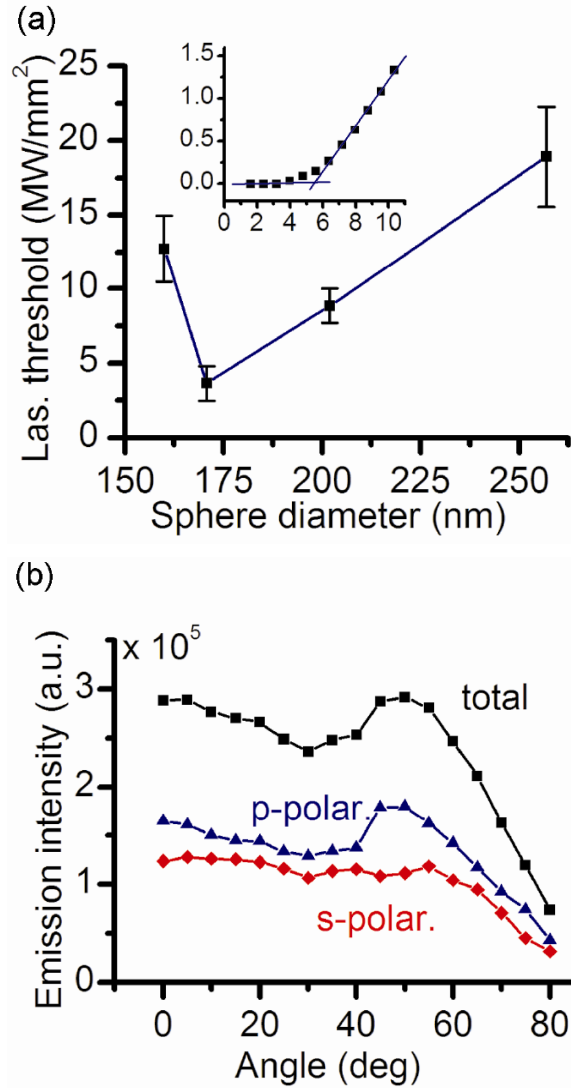 (a)
25
20
15
10
5
0
Las. threshold (MW/mm²)
1.5
1.0
0.5
0.0
0 2 4 6 8 10
150 175 200 225 250
Sphere diameter (nm)
(b)
x 10⁵
3
2
1
0
Emission intensity (a.u.)
total
p-polar.
s-polar.
0 20 40 60 80
Angle (deg)